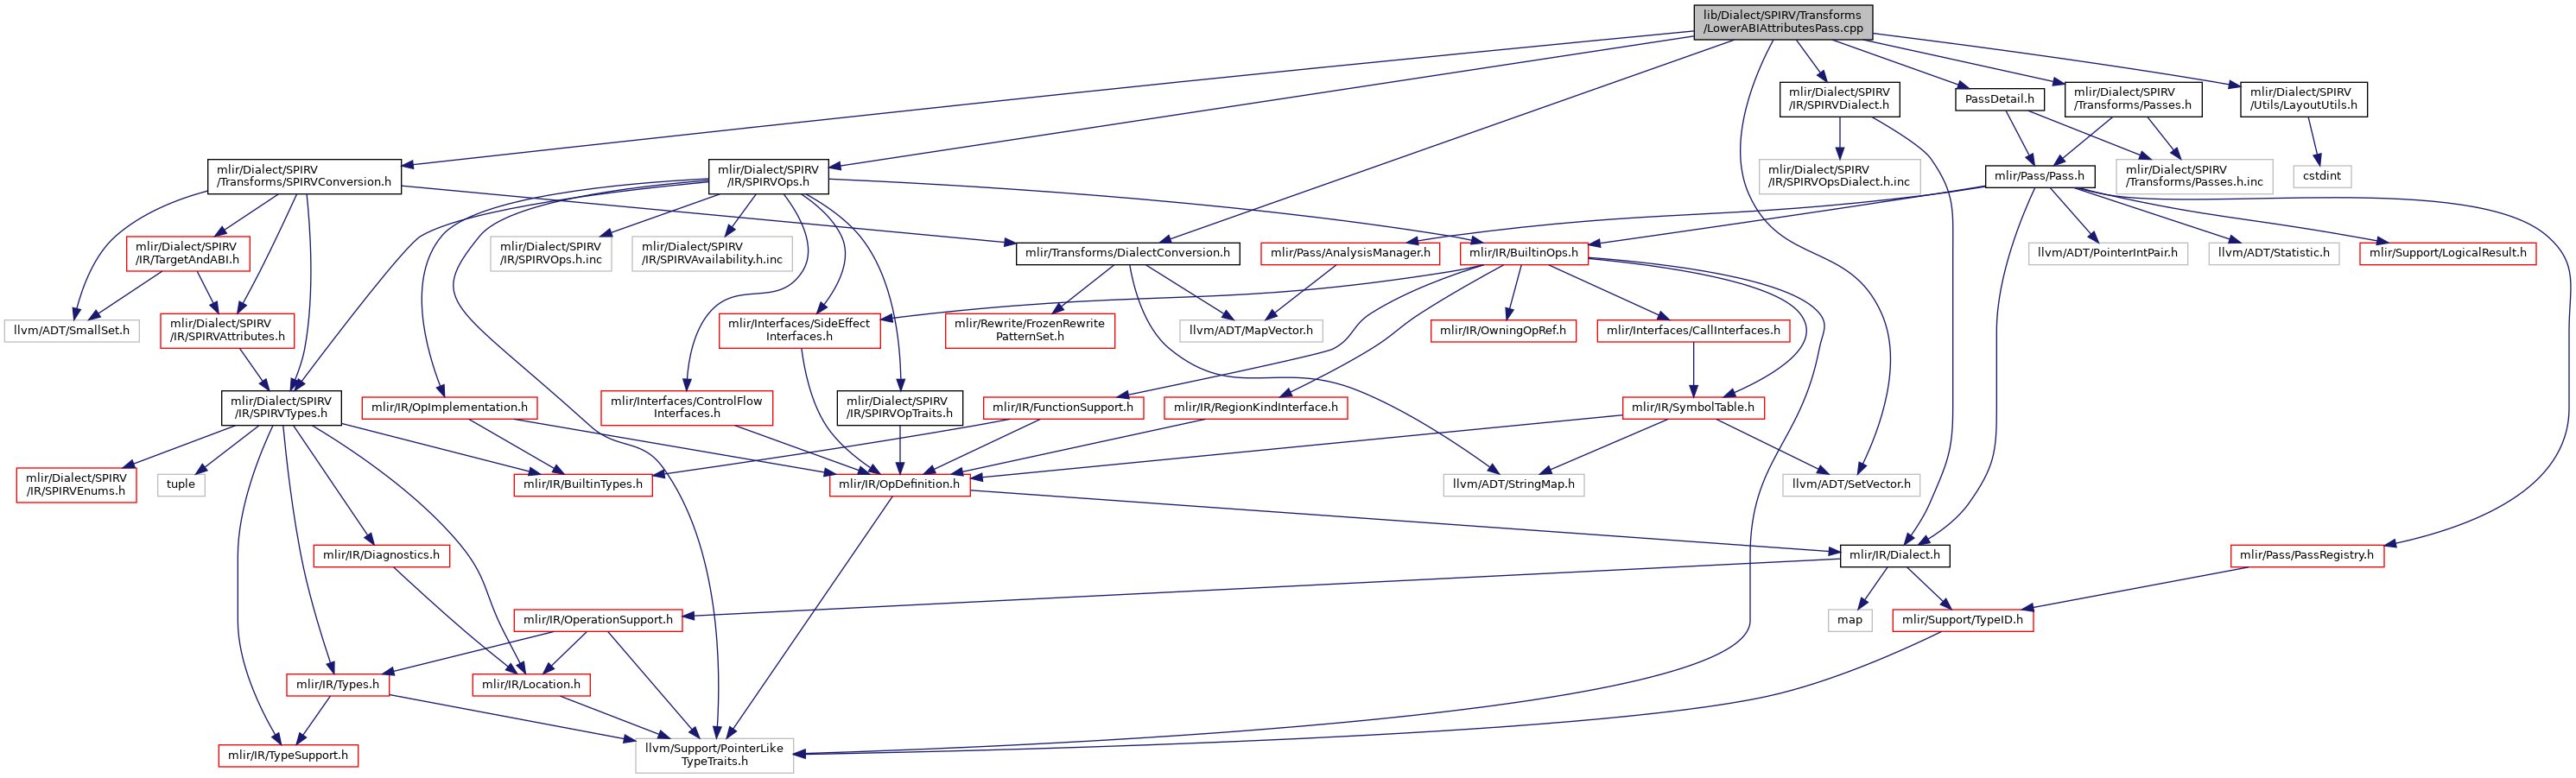 lib/Dialect/SPIRV/Transforms
/LowerABIAttributesPass.cpp
mlir/Dialect/SPIRV
/IR/SPIRVDialect.h
PassDetail.h
mlir/Dialect/SPIRV
/Transforms/Passes.h
mlir/Dialect/SPIRV
/Utils/LayoutUtils.h
mlir/Dialect/SPIRV
/Transforms/SPIRVConversion.h
mlir/Dialect/SPIRV
/IR/SPIRVOps.h
mlir/Dialect/SPIRV
/IR/SPIRVOpsDialect.h.inc
mlir/Pass/Pass.h
mlir/Dialect/SPIRV
/Transforms/Passes.h.inc
cstdint
mlir/Dialect/SPIRV
/IR/TargetAndABI.h
mlir/Dialect/SPIRV
/IR/SPIRVOps.h.inc
mlir/Dialect/SPIRV
/IR/SPIRVAvailability.h.inc
mlir/Transforms/DialectConversion.h
mlir/Pass/AnalysisManager.h
mlir/IR/BuiltinOps.h
llvm/ADT/PointerIntPair.h
llvm/ADT/Statistic.h
mlir/Support/LogicalResult.h
llvm/ADT/SmallSet.h
mlir/Dialect/SPIRV
/IR/SPIRVAttributes.h
mlir/Interfaces/SideEffect
Interfaces.h
mlir/Rewrite/FrozenRewrite
PatternSet.h
llvm/ADT/MapVector.h
mlir/IR/OwningOpRef.h
mlir/Interfaces/CallInterfaces.h
mlir/Dialect/SPIRV
/IR/SPIRVTypes.h
mlir/IR/OpImplementation.h
mlir/Interfaces/ControlFlow
Interfaces.h
mlir/Dialect/SPIRV
/IR/SPIRVOpTraits.h
mlir/IR/FunctionSupport.h
mlir/IR/RegionKindInterface.h
mlir/IR/SymbolTable.h
mlir/Dialect/SPIRV
/IR/SPIRVEnums.h
tuple
mlir/IR/BuiltinTypes.h
mlir/IR/OpDefinition.h
llvm/ADT/StringMap.h
llvm/ADT/SetVector.h
mlir/IR/Diagnostics.h
mlir/IR/Dialect.h
mlir/Pass/PassRegistry.h
mlir/IR/OperationSupport.h
map
mlir/Support/TypeID.h
mlir/IR/Types.h
mlir/IR/Location.h
mlir/IR/TypeSupport.h
llvm/Support/PointerLike
TypeTraits.h